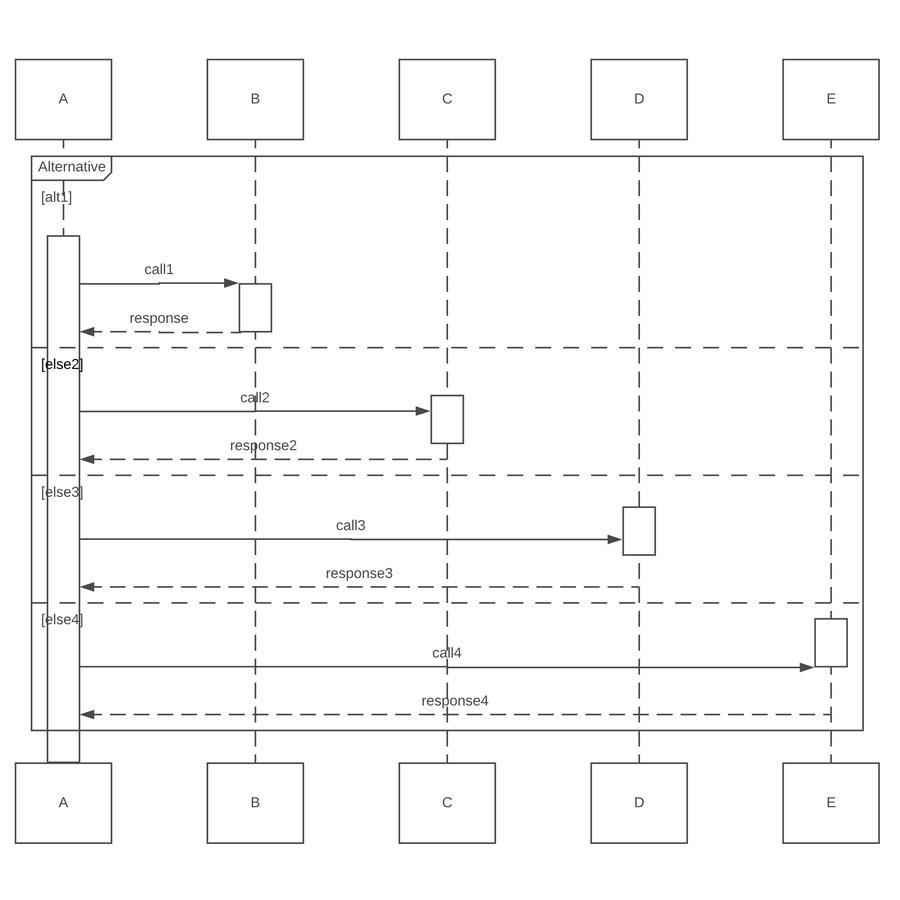 A B C D E
Alternative
[alt1]
call1
response
[else2]
call2
response2
[else3]
call3
response3
[else4]
call4
response4
A B C D E